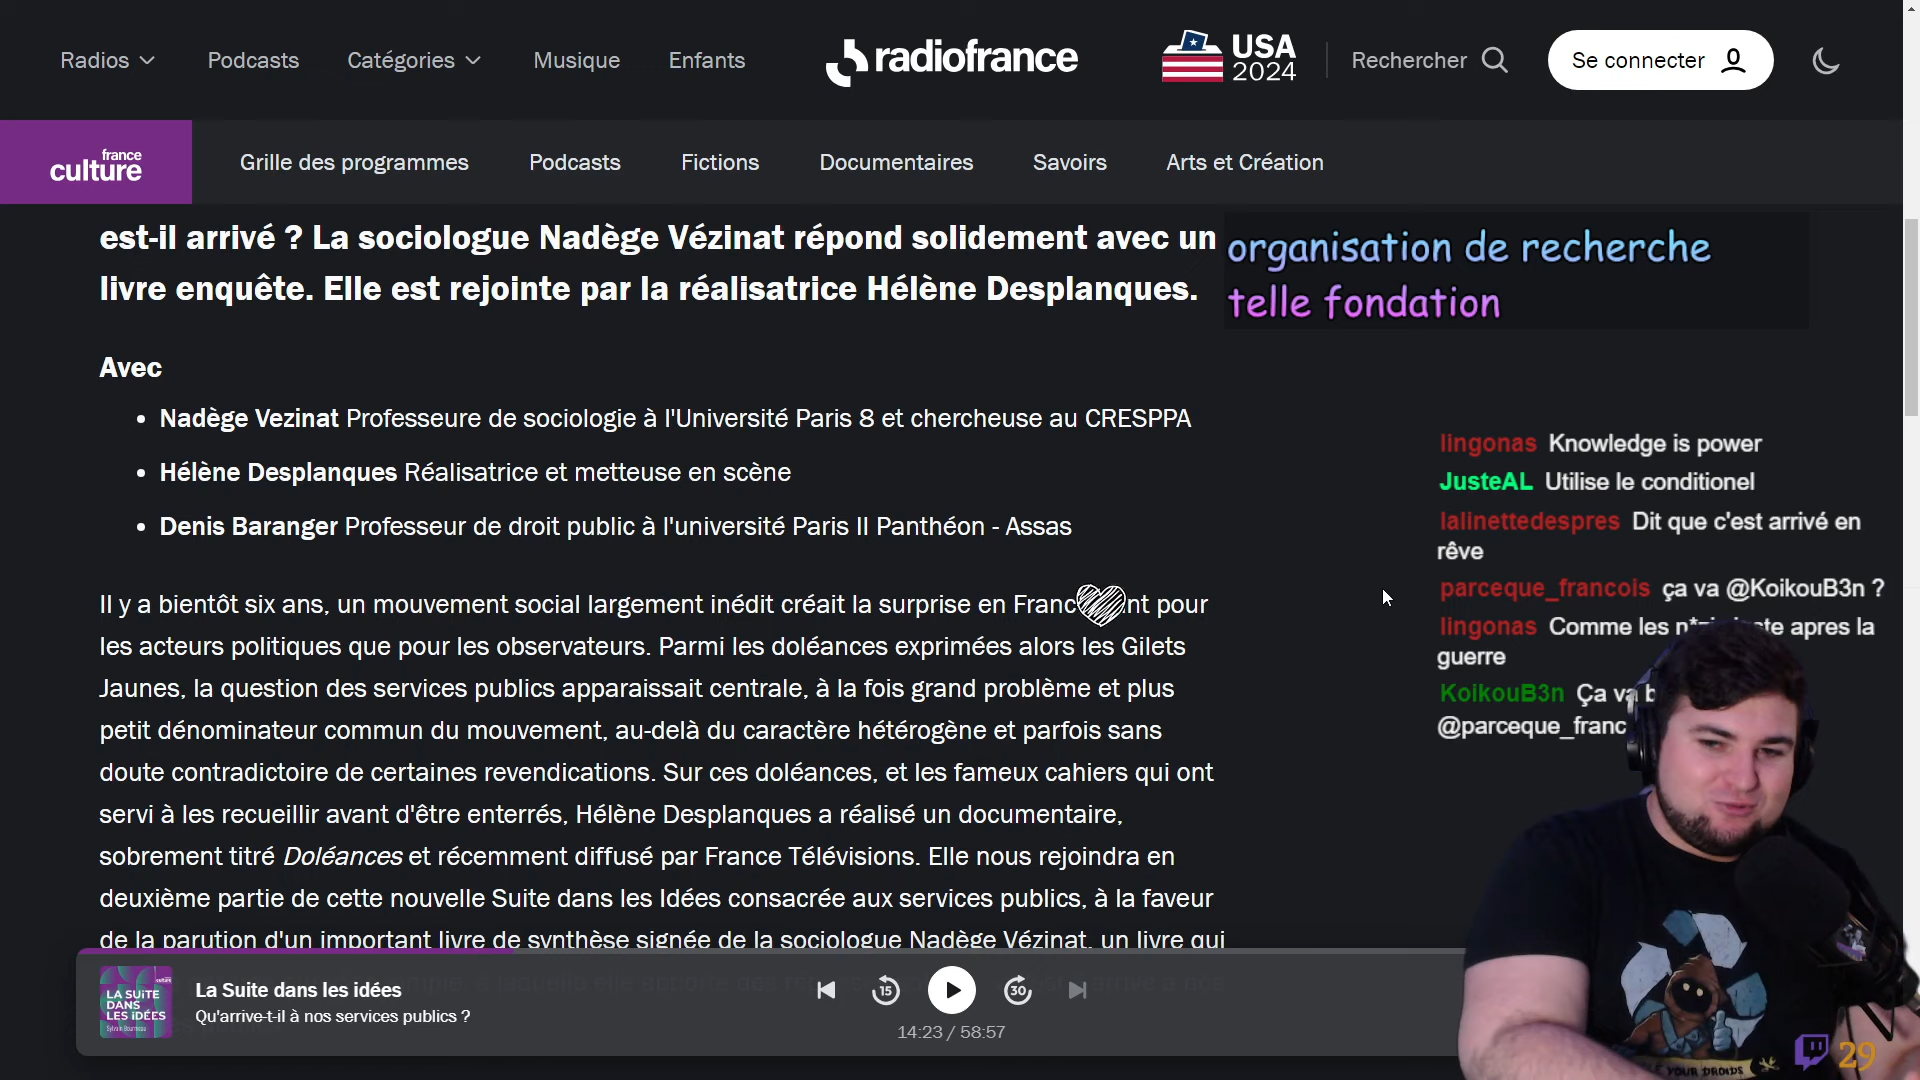 Radios Podcasts Catégories Musique Enfants radiofrance USA 2024 Rechercher Se connecter
france culture Grille des programmes Podcasts Fictions Documentaires Savoirs Arts et Création
est-il arrivé ? La sociologue Nadège Vézinat répond solidement avec un
livre enquête. Elle est rejointe par la réalisatrice Hélène Desplanques.
organisation de recherche
telle fondation
Avec
• Nadège Vezinat Professeure de sociologie à l'Université Paris 8 et chercheuse au CRESPPA
• Hélène Desplanques Réalisatrice et metteuse en scène
• Denis Baranger Professeur de droit public à l'université Paris II Panthéon - Assas
Il y a bientôt six ans, un mouvement social largement inédit créait la surprise en Franc nt pour
les acteurs politiques que pour les observateurs. Parmi les doléances exprimées alors les Gilets
Jaunes, la question des services publics apparaissait centrale, à la fois grand problème et plus
petit dénominateur commun du mouvement, au-delà du caractère hétérogène et parfois sans
doute contradictoire de certaines revendications. Sur ces doléances, et les fameux cahiers qui ont
servi à les recueillir avant d'être enterrés, Hélène Desplanques a réalisé un documentaire,
sobrement titré Doléances et récemment diffusé par France Télévisions. Elle nous rejoindra en
deuxième partie de cette nouvelle Suite dans les Idées consacrée aux services publics, à la faveur
de la parution d'un important livre de synthèse signée de la sociologue Nadège Vézinat, un livre qui
lingonas Knowledge is power
JusteAL Utilise le conditionel
lalinettedespres Dit que c'est arrivé en
rêve
parceque_francois ça va @KoikouB3n ?
lingonas Comme les apres la
guerre
KoikouB3n Ça va
@parceque_franc
LA SUITE
DANS
LES IDÉES
La Suite dans les idées
Qu'arrive-t-il à nos services publics ?
15 30
14:23 / 58:57
YOUR DROIDS
29